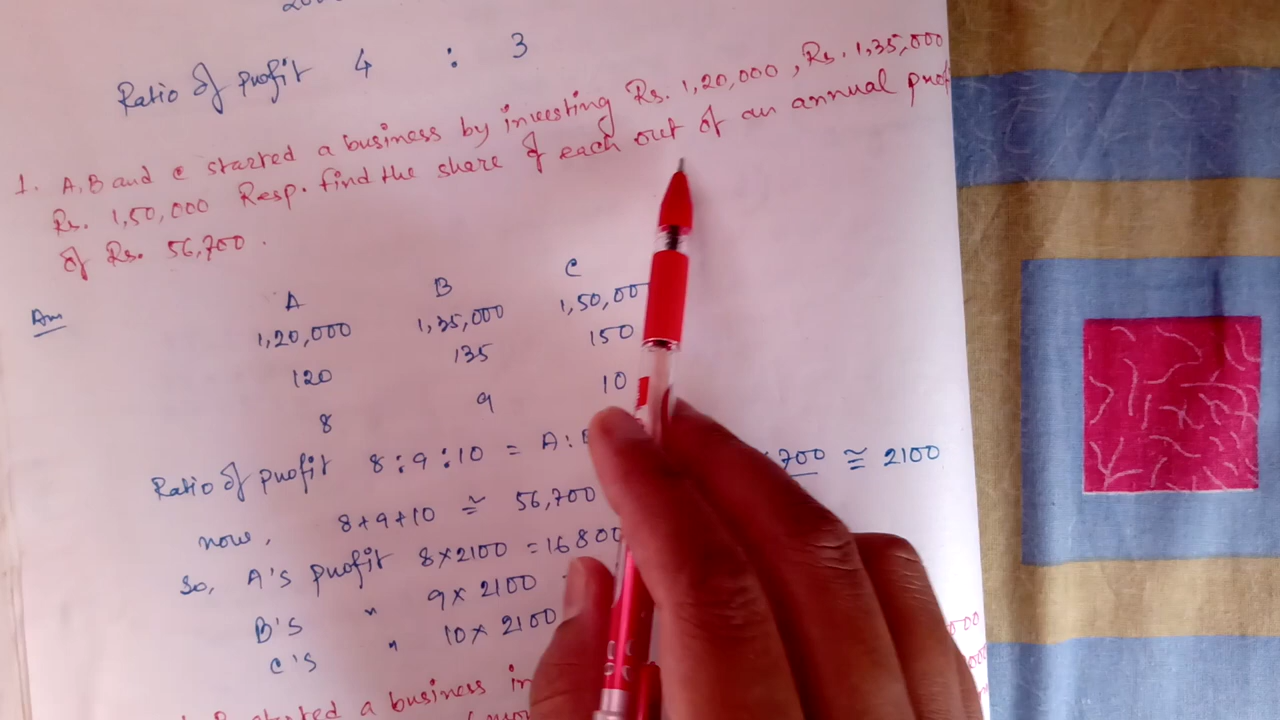 Ratio of profit 4 : 3
1. A, B and C started a business by investing Rs. 1,20,000, Rs. 1,35,000
Rs. 1,50,000 Resp. find the share of each out of an annual
of Rs. 56,700.
Ans
A B C
1,20,000 1,35,000 1,50,00
120 135 150
8 9 10
Ratio of profit 8:9:10 = A: 700 ≅ 2100
now, 8+9+10 ≅ 56,700
So, A's profit 8×2100 = 16800
B's " 9× 2100
C's " 10× 2100
started a business